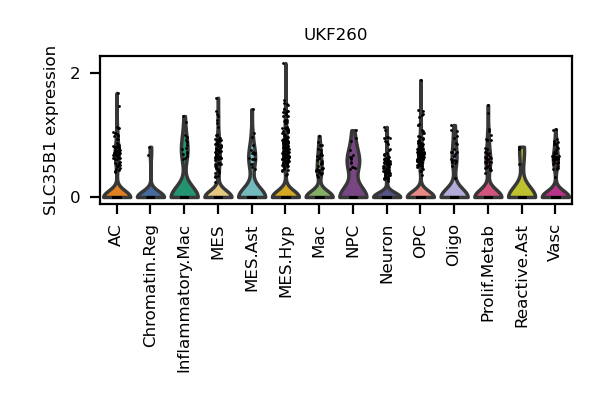 UKF260
SLC35B1 expression
2
0
AC
Chromatin.Reg
Inflammatory.Mac
MES
MES.Ast
MES.Hyp
Mac
NPC
Neuron
OPC
Oligo
Prolif.Metab
Reactive.Ast
Vasc